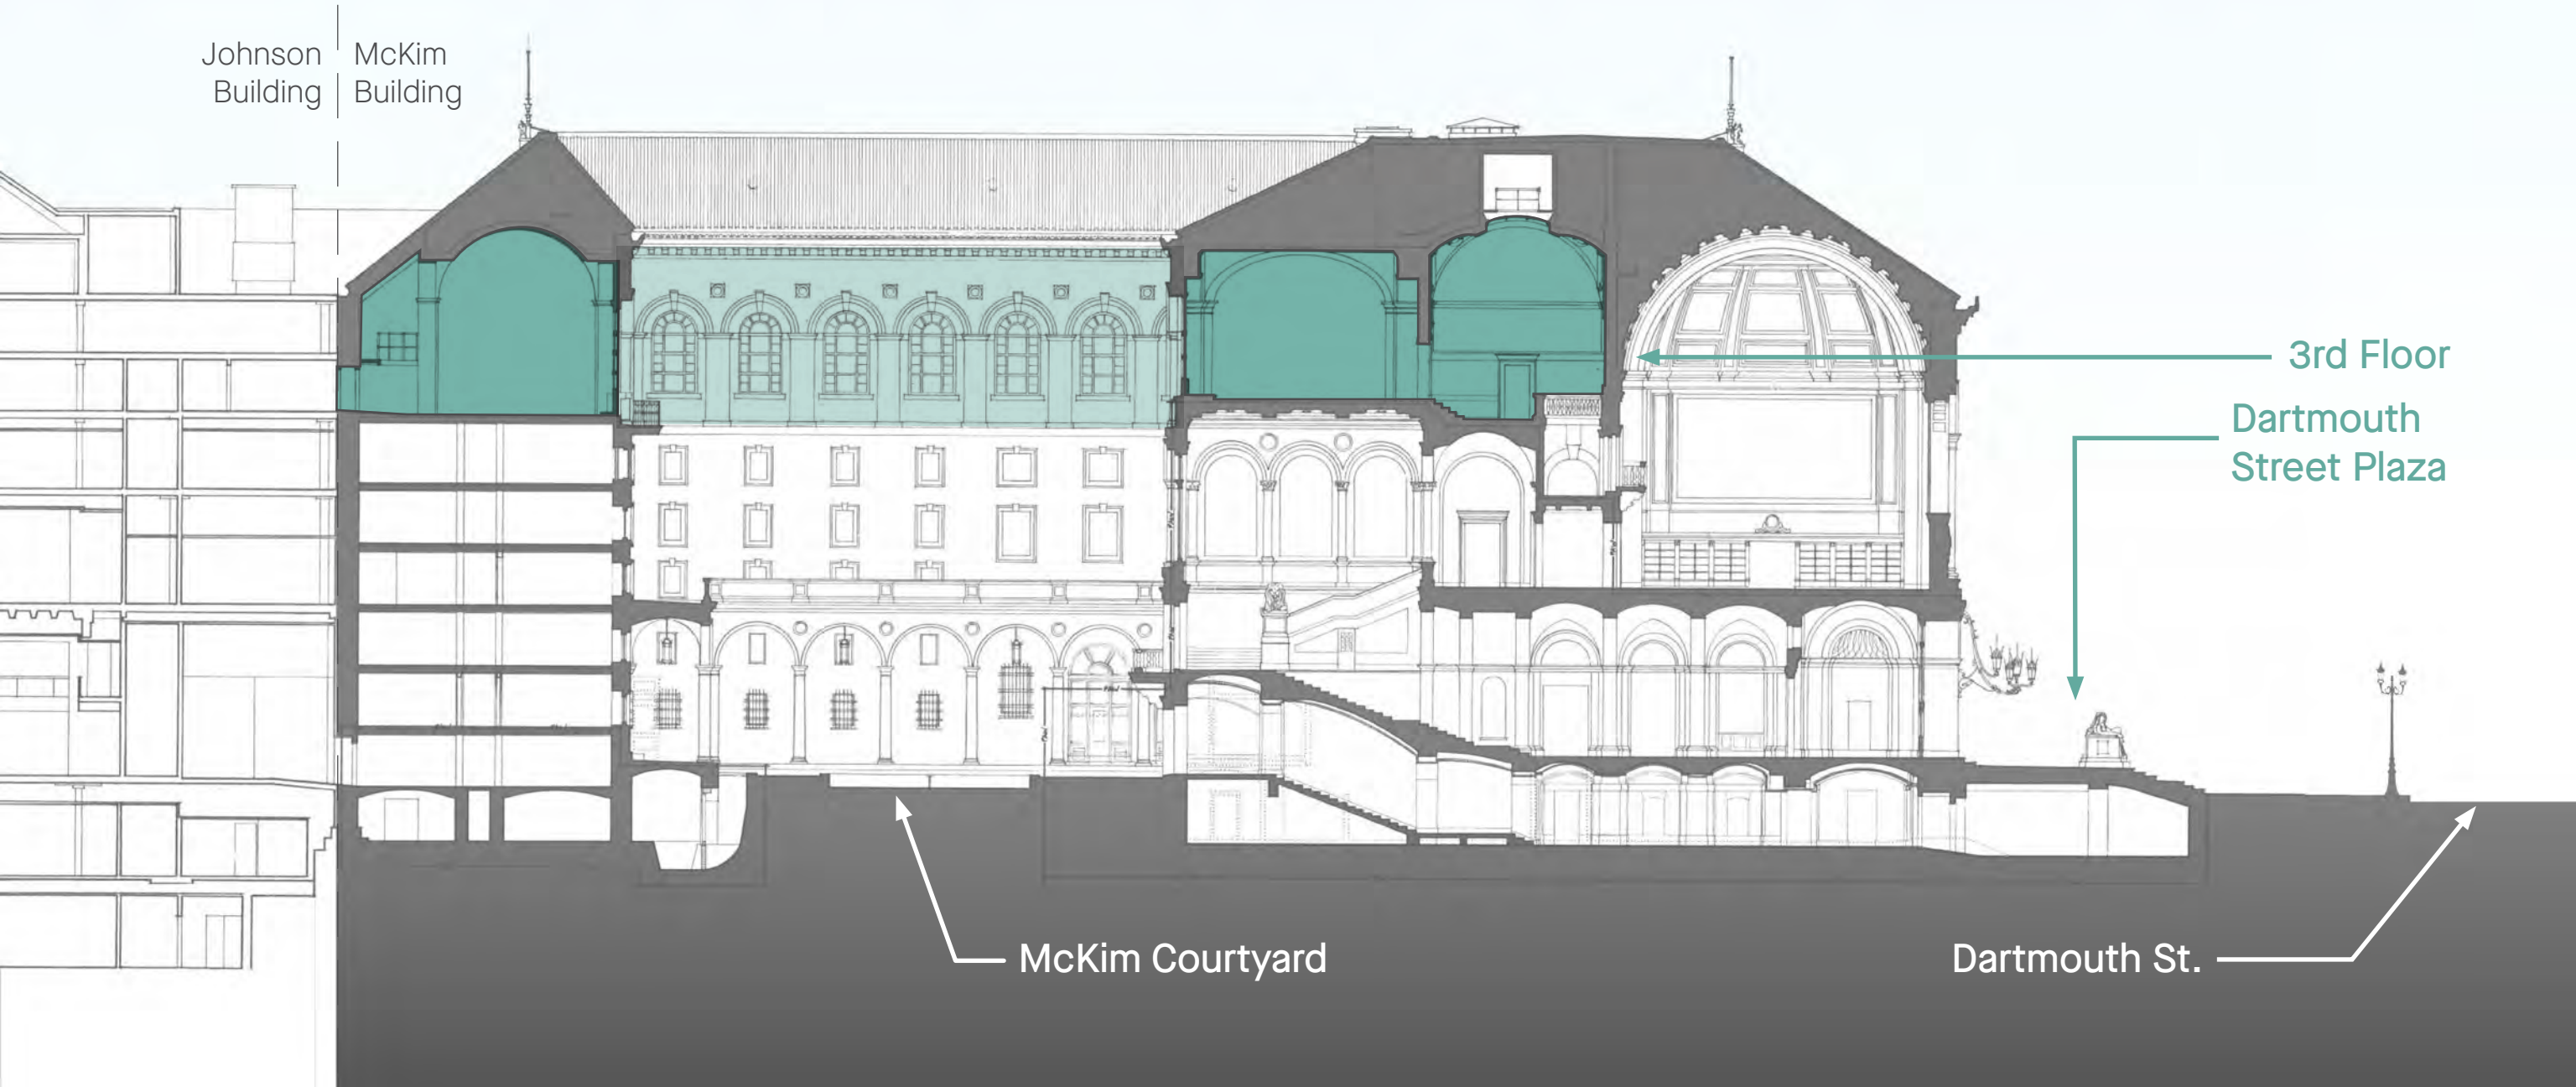 Johnson
Building
McKim
Building
3rd Floor
Dartmouth
Street Plaza
McKim Courtyard
Dartmouth St.